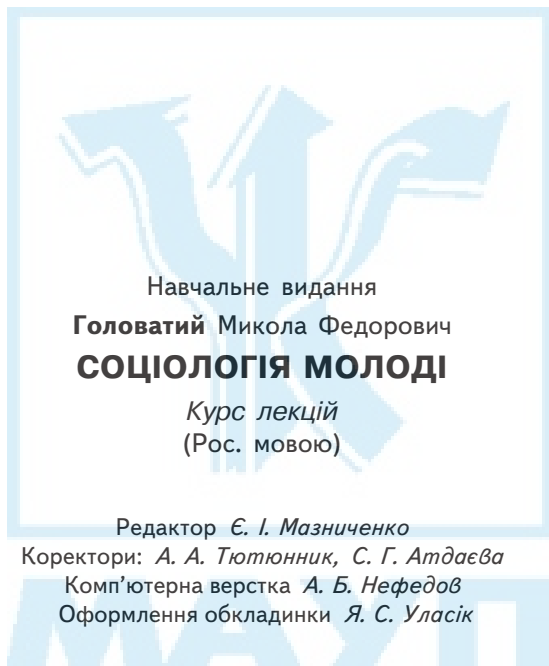 Навчальне видання
Головатий Микола Федорович
СОЦІОЛОГІЯ МОЛОДІ
Курс лекцій
(Рос. мовою)
Редактор Є. І. Мазниченко
Коректори: А. А. Тютюнник, С. Г. Атдаєва
Комп’ютерна верстка А. Б. Нефедов
Оформлення обкладинки Я. С. Уласік
МАУП